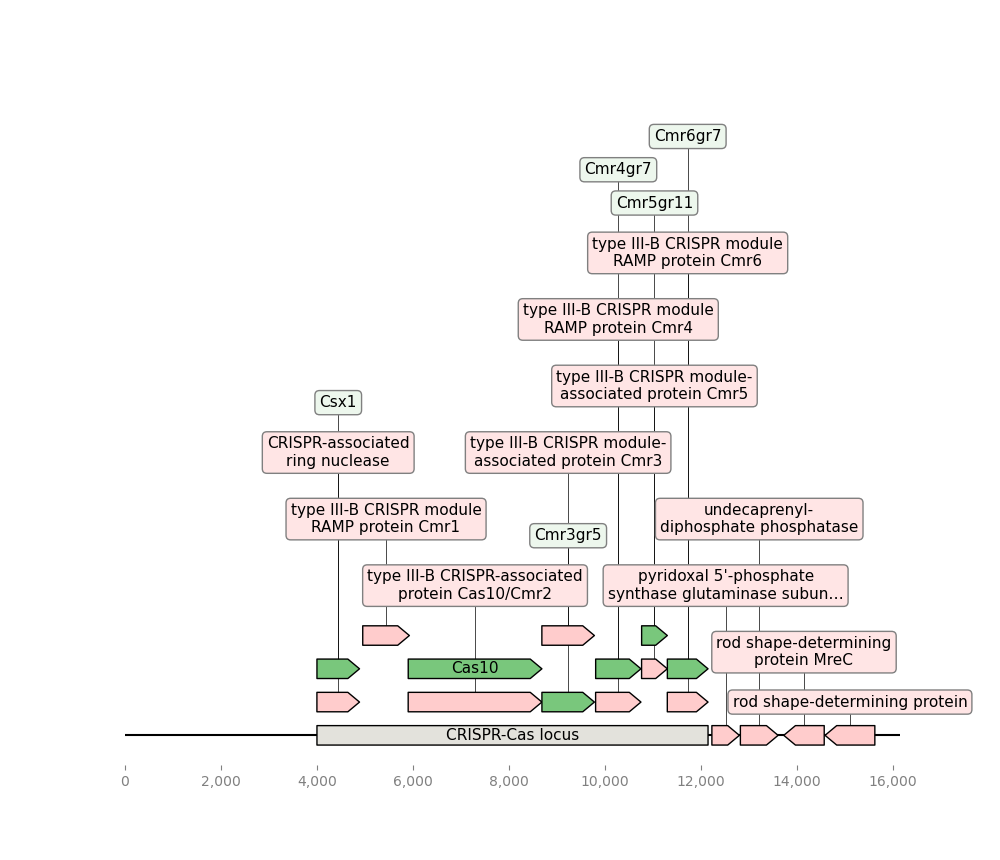 Cmr6gr7
Cmr4gr7
Cmr5gr11
type III-B CRISPR module
RAMP protein Cmr6
type III-B CRISPR module
RAMP protein Cmr4
type III-B CRISPR module-
associated protein Cmr5
Csx1
CRISPR-associated
ring nuclease
type III-B CRISPR module-
associated protein Cmr3
type III-B CRISPR module
RAMP protein Cmr1
undecaprenyl-
diphosphate phosphatase
Cmr3gr5
type III-B CRISPR-associated
protein Cas10/Cmr2
pyridoxal 5'-phosphate
synthase glutaminase subun…
rod shape-determining
protein MreC
Cas10
rod shape-determining protein
CRISPR-Cas locus
0
2,000
4,000
6,000
8,000
10,000
12,000
14,000
16,000